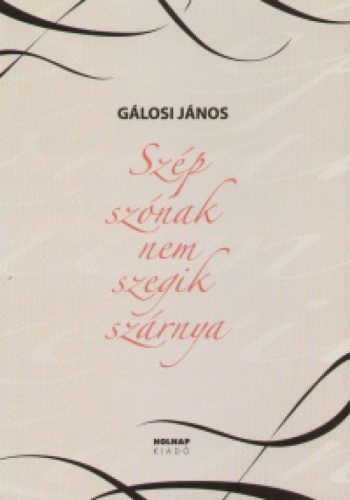 GÁLOSI JÁNOS
Szép
szónak
nem
szegik
szárnya
HOLNAP
KIADÓ